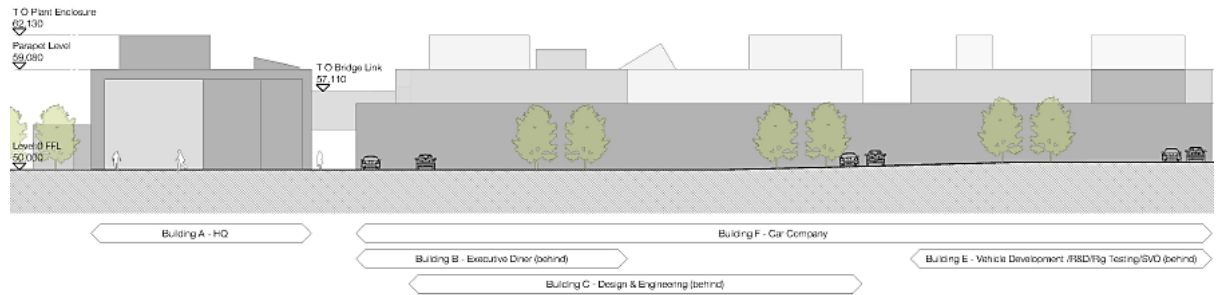 T O Plant Enclosure
62,130
Parapet Level
59,080
T O Bridge Link
57,110
Level 0 FFL
50,000
Building A - HQ
Building F - Car Company
Building B - Executive Diner (behind)
Building E - Vehicle Development /R&D/Rig Testing/SVO (behind)
Building C - Design & Engineering (behind)